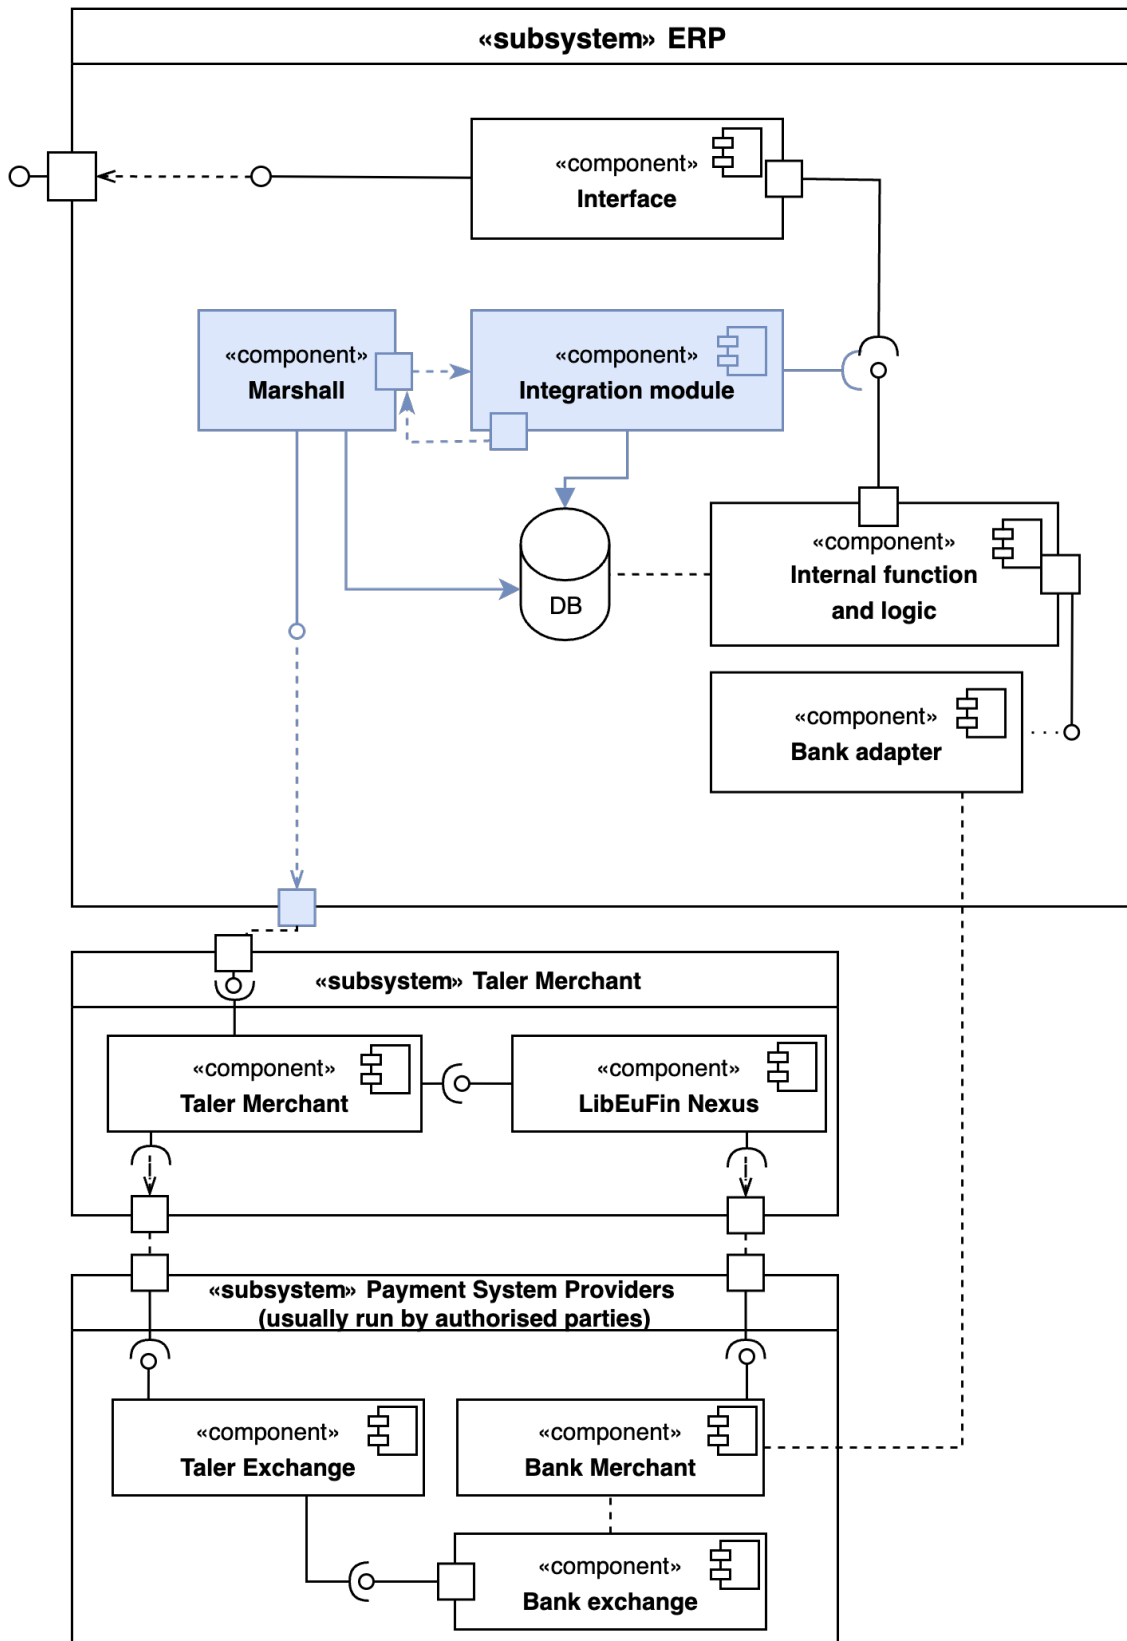 «subsystem» ERP
«component»
Interface
«component»
Marshall
«component»
Integration module
DB
«component»
Internal function
and logic
«component»
Bank adapter
«subsystem» Taler Merchant
«component»
Taler Merchant
«component»
LibEuFin Nexus
«subsystem» Payment System Providers
(usually run by authorised parties)
«component»
Taler Exchange
«component»
Bank Merchant
«component»
Bank exchange